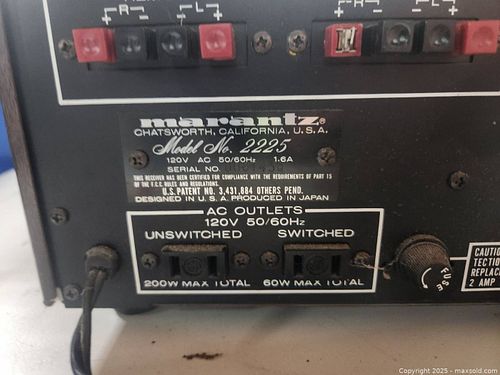 + R - - L +
+ R - - L +
marantz®
CHATSWORTH, CALIFORNIA, U.S.A.
Model No. 2225
120V AC 50/60Hz 1.6A
SERIAL NO.
THIS RECEIVER HAS BEEN CERTIFIED FOR COMPLIANCE WITH THE REQUIREMENTS OF PART 15
OF THE F.C.C. RULES AND REGULATIONS.
U.S. PATENT NO. 3,431,884 OTHERS PEND.
DESIGNED IN U.S.A. PRODUCED IN JAPAN
AC OUTLETS
120V 50/60Hz
UNSWITCHED SWITCHED
200W MAX TOTAL 60W MAX TOTAL
FUSE
2 AMP
Copyright © 2025 - maxsold.com